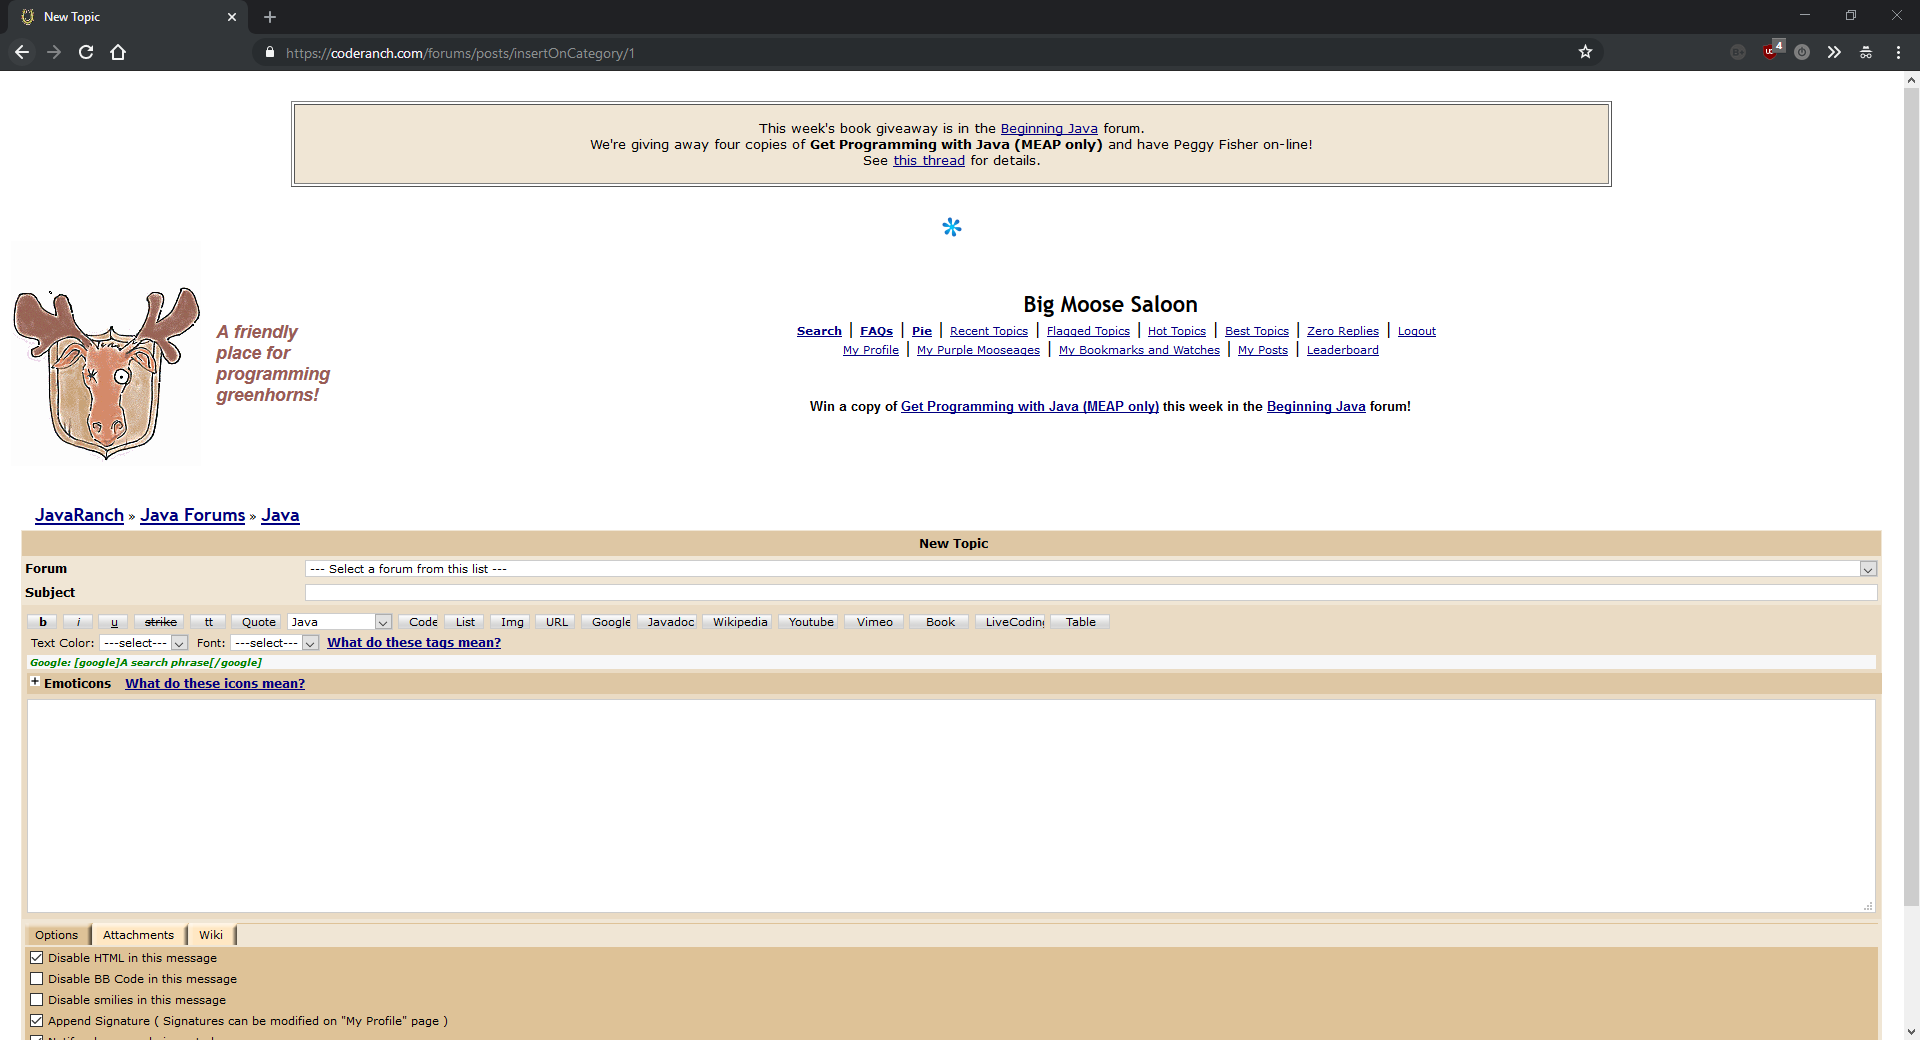 New Topic
https://coderanch.com/forums/posts/insertOnCategory/1
4
This week's book giveaway is in the Beginning Java forum.
We're giving away four copies of Get Programming with Java (MEAP only) and have Peggy Fisher on-line!
See this thread for details.
A friendly
place for
programming
greenhorns!
Big Moose Saloon
Search | FAQs | Pie | Recent Topics | Flagged Topics | Hot Topics | Best Topics | Zero Replies | Logout
My Profile | My Purple Mooseages | My Bookmarks and Watches | My Posts | Leaderboard
Win a copy of Get Programming with Java (MEAP only) this week in the Beginning Java forum!
JavaRanch » Java Forums » Java
New Topic
Forum --- Select a forum from this list ---
Subject
b i u strike tt Quote Java Code List Img URL Google Javadoc Wikipedia Youtube Vimeo Book LiveCoding Table
Text Color: ---select--- Font: ---select--- What do these tags mean?
Google: [google]A search phrase[/google]
+ Emoticons What do these icons mean?
Options Attachments Wiki
Disable HTML in this message
Disable BB Code in this message
Disable smilies in this message
Append Signature ( Signatures can be modified on "My Profile" page )